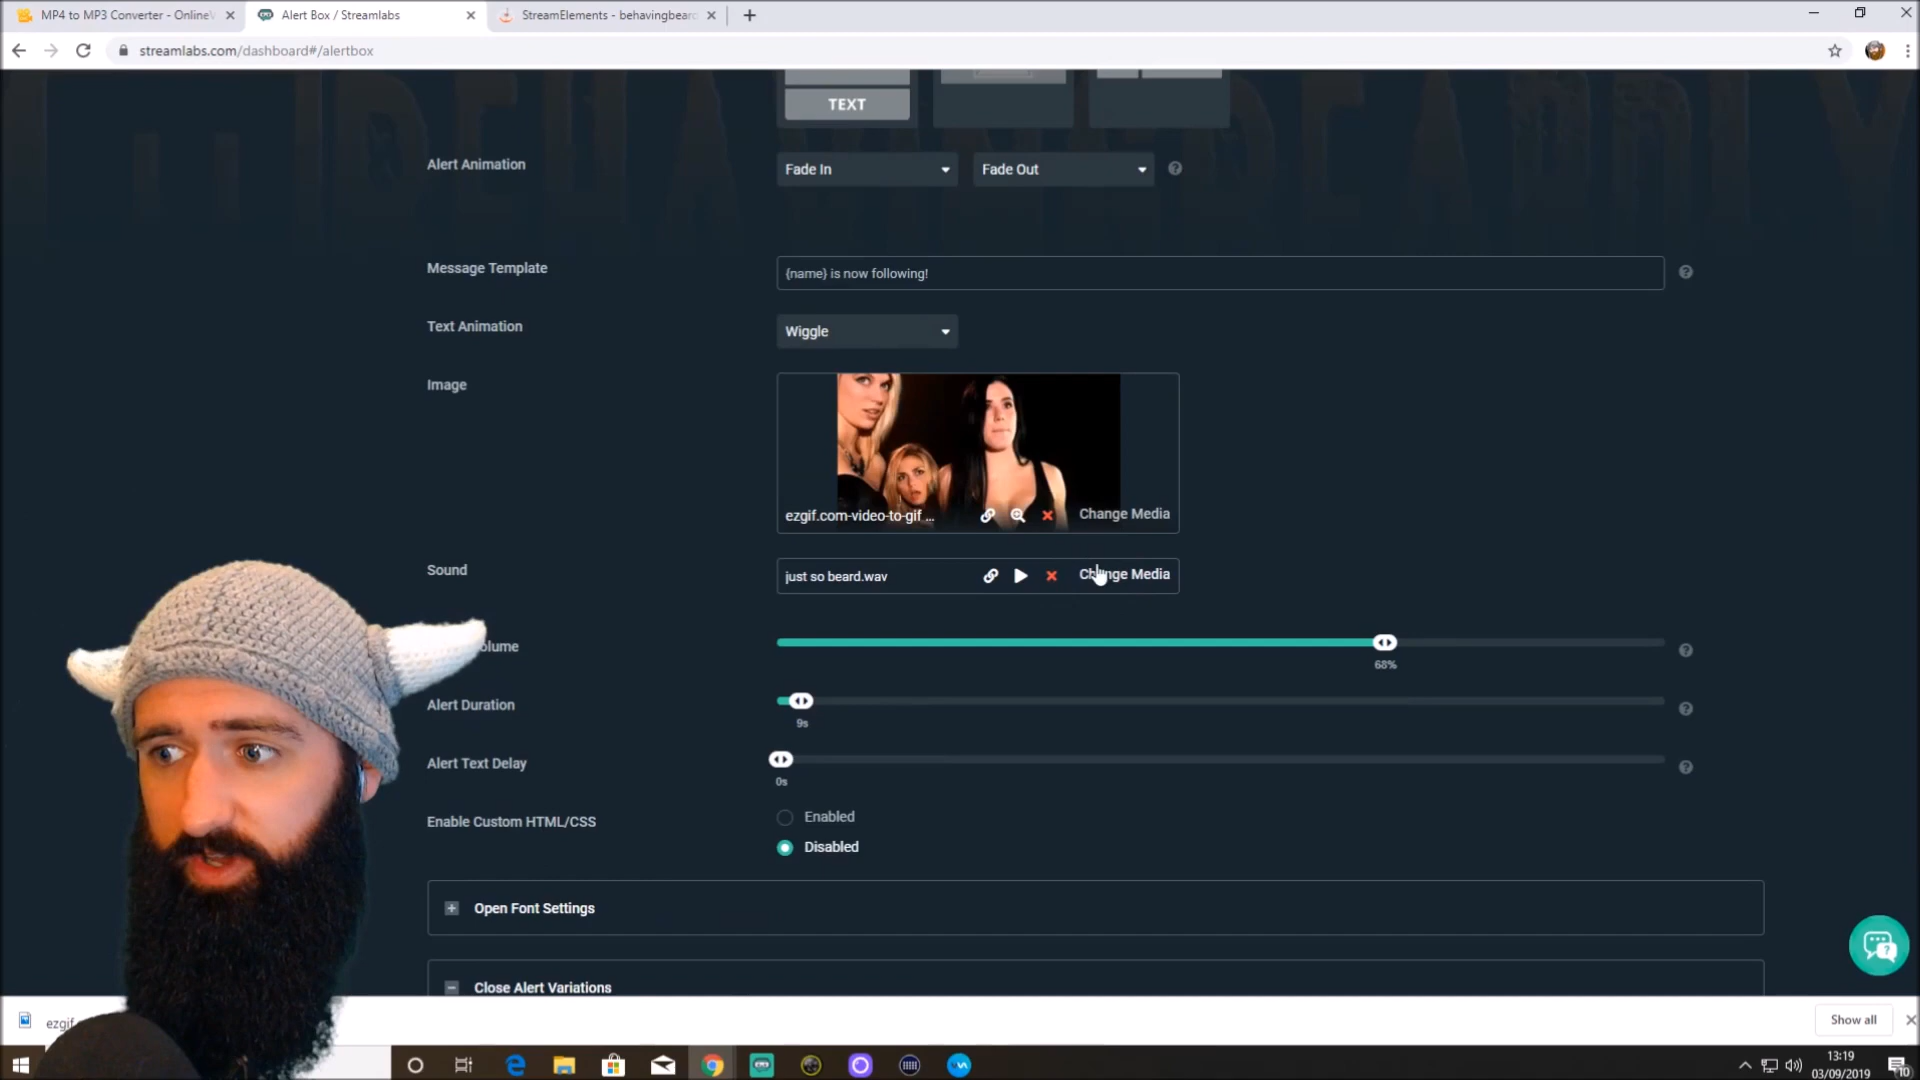 MP4 to MP3 Converter - Online
Alert Box / Streamlabs
StreamElements - behavingbear
streamlabs.com/dashboard#/alertbox
TEXT
Alert Animation
Fade In
Fade Out
Message Template
{name} is now following!
Text Animation
Wiggle
Image
ezgif.com-video-to-gif ...
Change Media
Sound
just so beard.wav
Change Media
olume
68%
Alert Duration
9s
Alert Text Delay
0s
Enable Custom HTML/CSS
Enabled
Disabled
Open Font Settings
Close Alert Variations
ezgif
Show all
13:19
03/09/2019
10